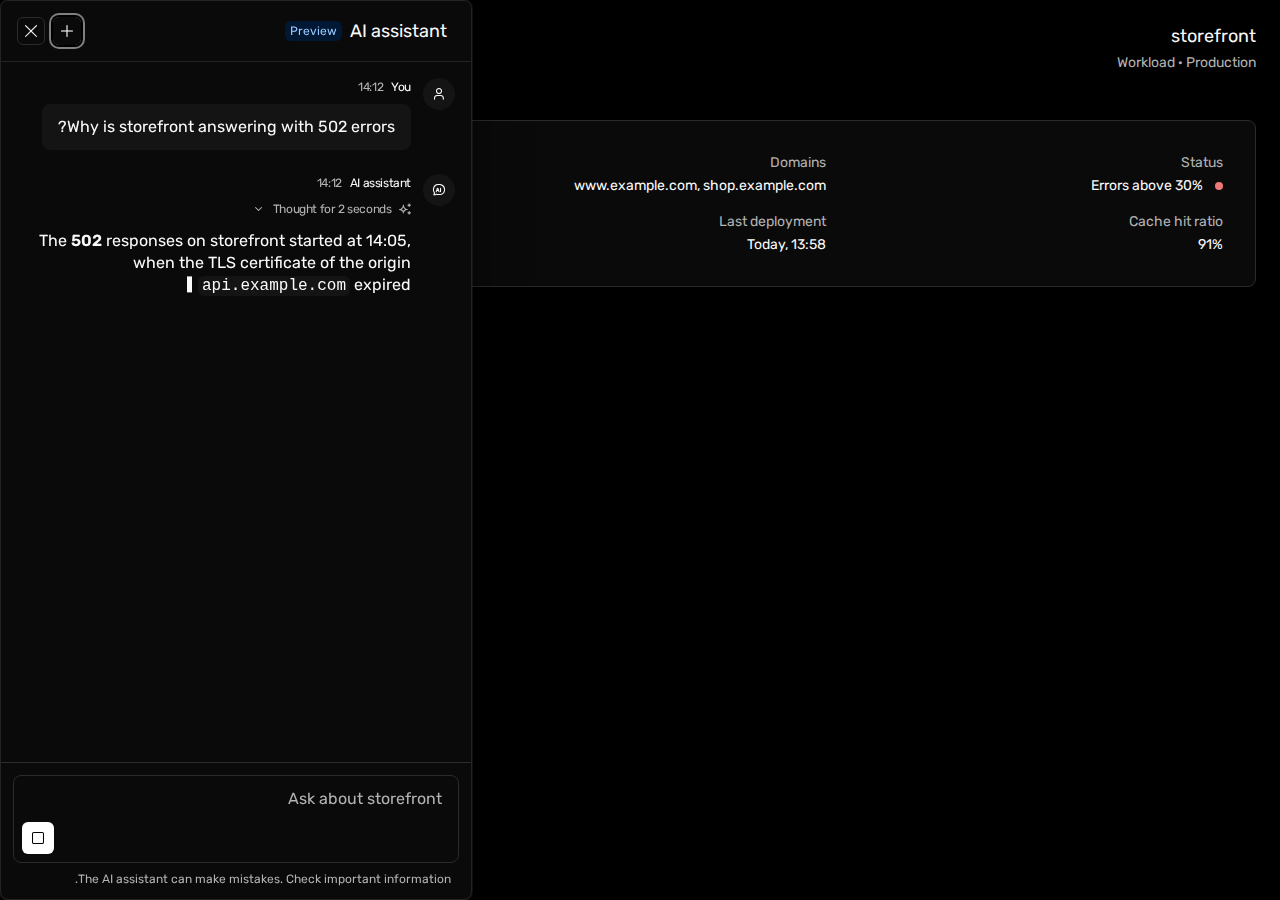 AI assistant
Preview
You 14:12
Why is storefront answering with 502 errors?
AI assistant 14:12
Thought for 2 seconds
The 502 responses on storefront started at 14:05,
when the TLS certificate of the origin
api.example.com expired
Ask about storefront
The AI assistant can make mistakes. Check important information.
storefront
Workload • Production
Status
Errors above 30%
Domains
www.example.com, shop.example.com
Cache hit ratio
91%
Last deployment
Today, 13:58